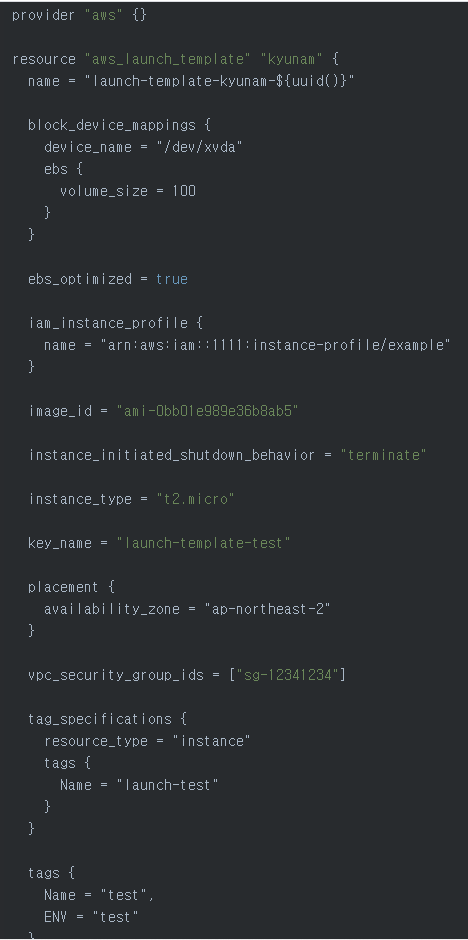 provider "aws" {}
resource "aws_launch_template" "kyunam" {
name = "launch-template-kyunam-${uuid()}"
block_device_mappings {
device_name = "/dev/xvda"
ebs {
volume_size = 100
}
}
ebs_optimized = true
iam_instance_profile {
name = "arn:aws:iam::1111:instance-profile/example"
}
image_id = "ami-0bb01e989e36b8ab5"
instance_initiated_shutdown_behavior = "terminate"
instance_type = "t2.micro"
key_name = "launch-template-test"
placement {
availability_zone = "ap-northeast-2"
}
vpc_security_group_ids = ["sg-12341234"]
tag_specifications {
resource_type = "instance"
tags {
Name = "launch-test"
}
}
tags {
Name = "test",
ENV = "test"
}